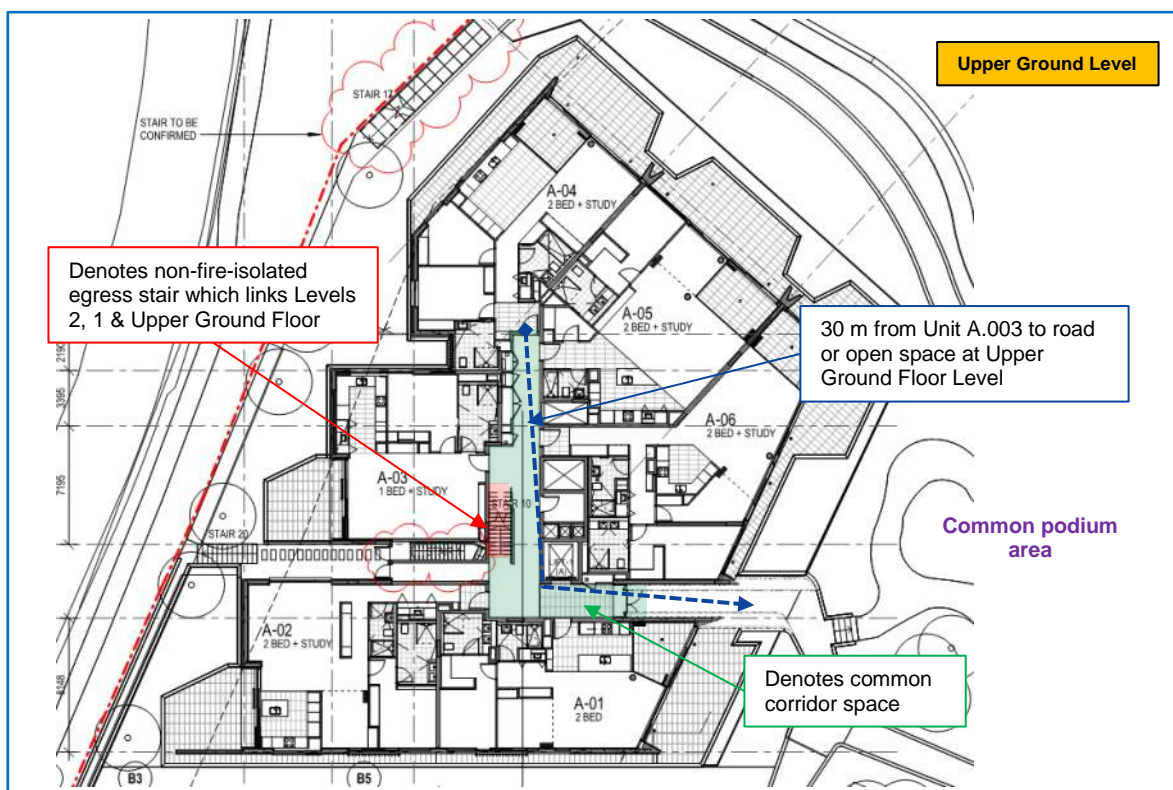 Upper Ground Level
STAIR 17
STAIR TO BE
CONFIRMED
A-04
2 BED + STUDY
Denotes non-fire-isolated
egress stair which links Levels
2, 1 & Upper Ground Floor
A-05
2 BED + STUDY
30 m from Unit A.003 to road
or open space at Upper
Ground Floor Level
2190
3395
7195
A-06
2 BED + STUDY
A-03
1 BED + STUDY
STAIR 10
Common podium
area
STAIR 20
A-02
2 BED + STUDY
A-01
2 BED
Denotes common
corridor space
B3
B5